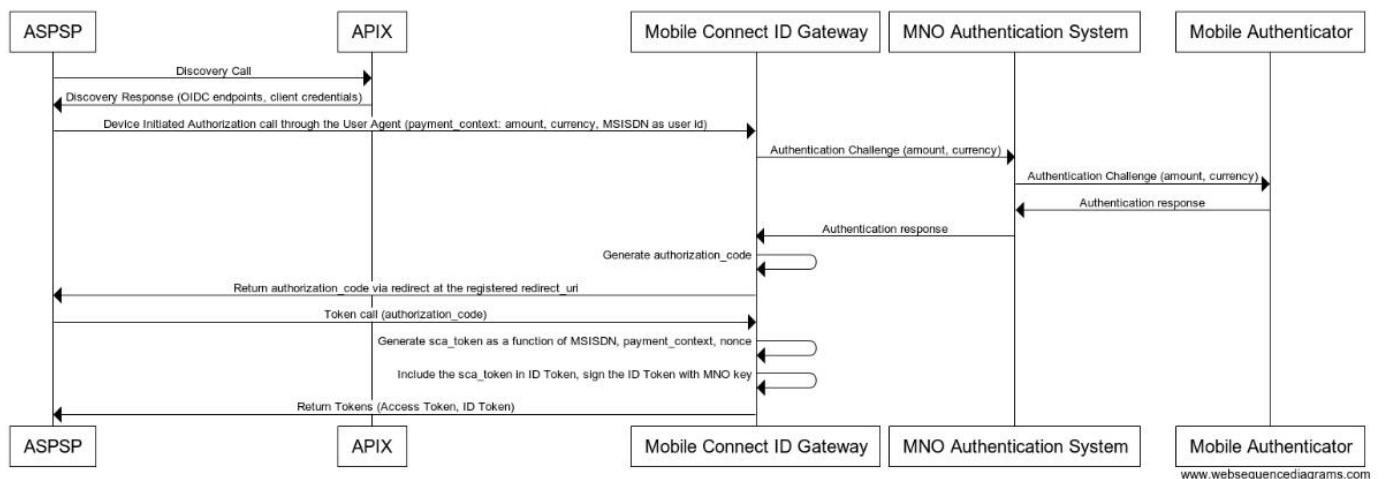 ASPSP
APIX
Mobile Connect ID Gateway
MNO Authentication System
Mobile Authenticator
Discovery Call
Discovery Response (OIDC endpoints, client credentials)
Device Initiated Authorization call through the User Agent (payment_context: amount, currency, MSISDN as user id)
Authentication Challenge (amount, currency)
Authentication Challenge (amount, currency)
Authentication response
Authentication response
Generate authorization_code
Return authorization_code via redirect at the registered redirect_uri
Token call (authorization_code)
Generate sca_token as a function of MSISDN, payment_context, nonce
Include the sca_token in ID Token, sign the ID Token with MNO key
Return Tokens (Access Token, ID Token)
ASPSP
APIX
Mobile Connect ID Gateway
MNO Authentication System
Mobile Authenticator
www.websequencediagrams.com